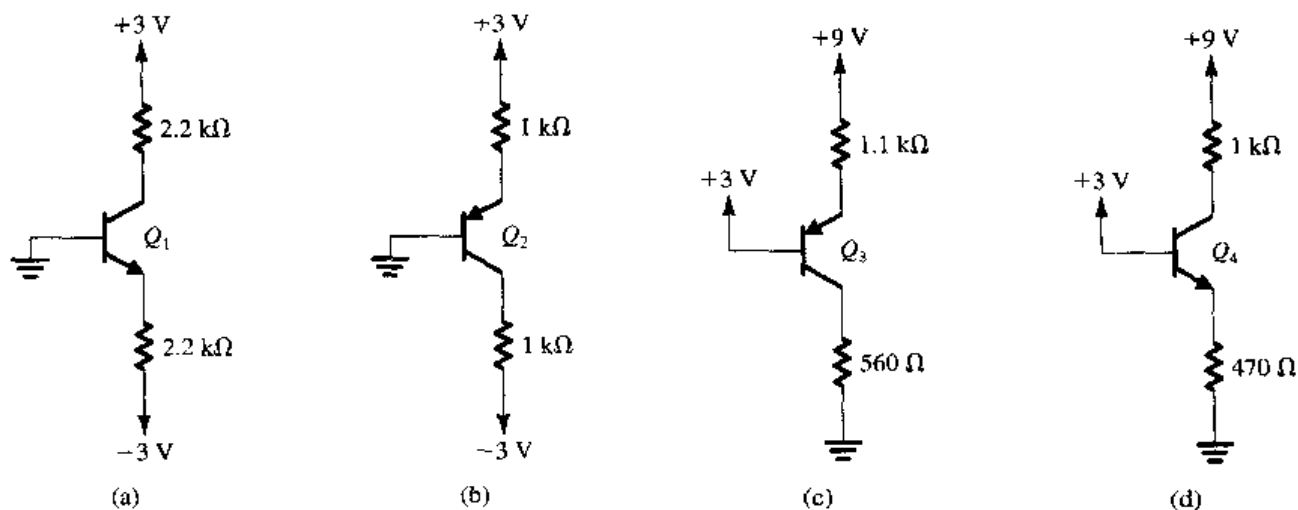 +3 V
2.2 kΩ
Q1
2.2 kΩ
−3 V
(a)
+3 V
1 kΩ
Q2
1 kΩ
−3 V
(b)
+9 V
1.1 kΩ
+3 V
Q3
560 Ω
(c)
+9 V
1 kΩ
+3 V
Q4
470 Ω
(d)